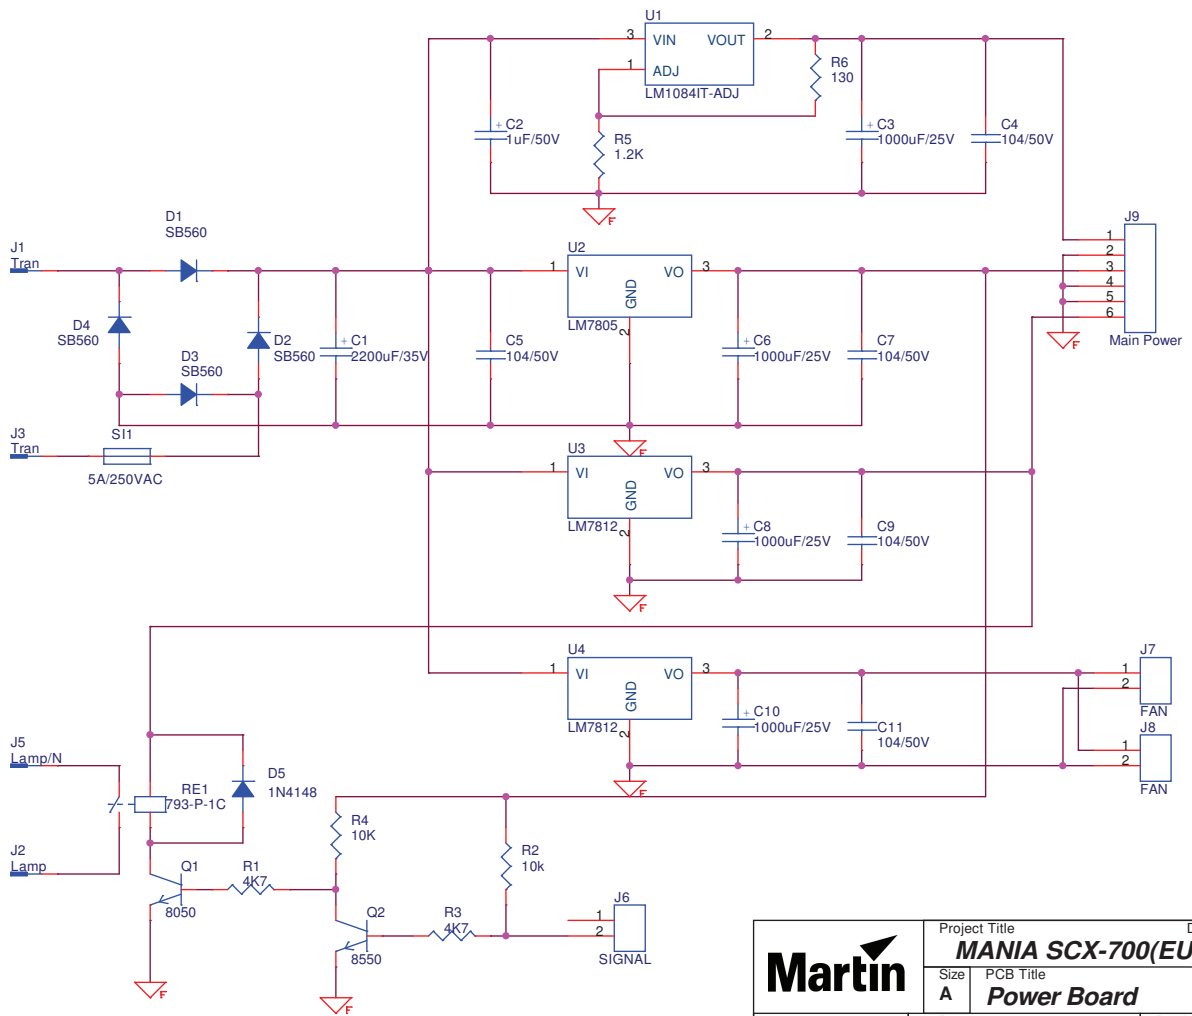 U1
3 VIN VOUT 2
1 ADJ
LM1084IT-ADJ
R6
130
+ C2
1uF/50V
R5
1.2K
+ C3
1000uF/25V
C4
104/50V
F
D1
SB560
J1
Tran
J9
1
2
3
4
5
6
Main Power
F
U2
1 VI VO 3
GND
2
LM7805
D4
SB560
D2
SB560
D3
SB560
+ C1
2200uF/35V
C5
104/50V
+ C6
1000uF/25V
C7
104/50V
F
J3
Tran
SI1
5A/250VAC
U3
1 VI VO 3
GND
2
LM7812
+ C8
1000uF/25V
C9
104/50V
F
U4
1 VI VO 3
GND
2
LM7812
+ C10
1000uF/25V
C11
104/50V
F
J7
1
2
FAN
J8
1
2
FAN
J5
Lamp/N
RE1
793-P-1C
D5
1N4148
J2
Lamp
Q1
8050
R1
4K7
R4
10K
R2
10k
Q2
8550
R3
4K7
J6
1
2
SIGNAL
F
F
Martin
Project Title D
MANIA SCX-700(EU
Size
A
PCB Title
Power Board